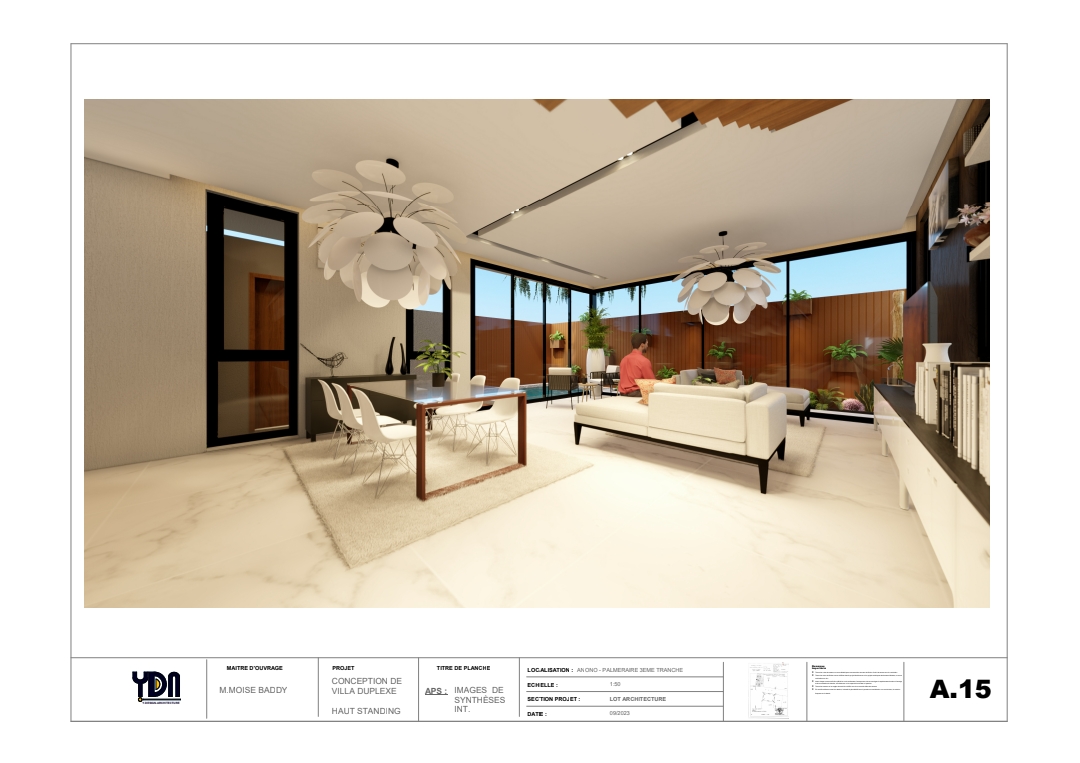 YDN
MAITRE D'OUVRAGE
M.MOISE BADDY
PROJET
CONCEPTION DE
VILLA DUPLEXE
HAUT STANDING
TITRE DE PLANCHE
APS : IMAGES DE
SYNTHÈSES
INT.
LOCALISATION : ANONO - PALMERAIRE 3EME TRANCHE
ECHELLE : 1:50
SECTION PROJET : LOT ARCHITECTURE
DATE : 09/2023
A.15